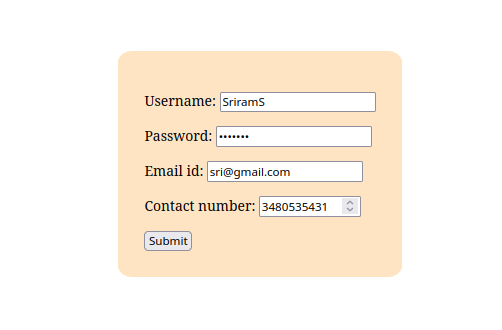 Username: SriramS
Password: •••••••
Email id: sri@gmail.com
Contact number: 3480535431
Submit